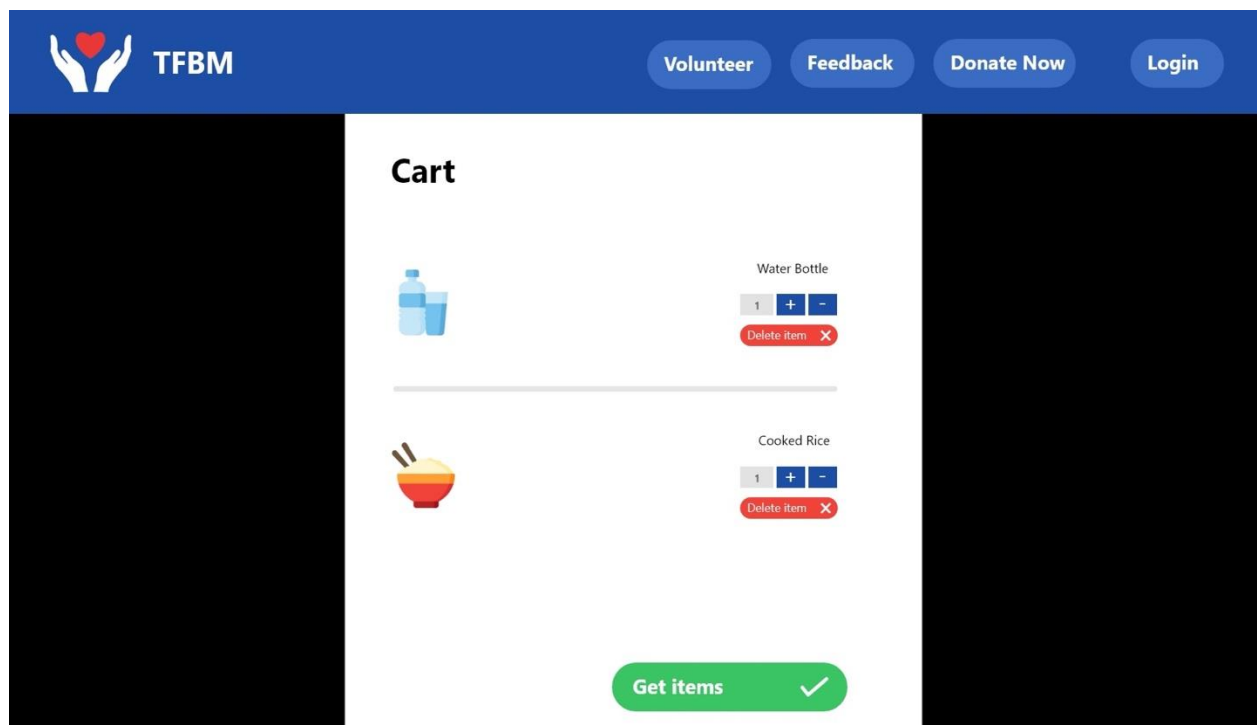 TFBM
Volunteer Feedback Donate Now Login
Cart
Water Bottle
1 + -
Delete item
Cooked Rice
1 + -
Delete item
Get items